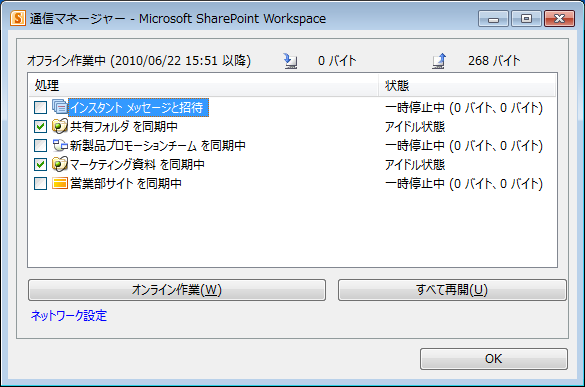 通信マネージャー - Microsoft SharePoint Workspace
オフライン作業中 (2010/06/22 15:51 以降) 0 バイト 268 バイト
処理 状態
インスタント メッセージと招待 一時停止中 (0 バイト、0 バイト)
共有フォルダ を同期中 アイドル状態
新製品プロモーションチーム を同期中 一時停止中 (0 バイト、0 バイト)
マーケティング資料 を同期中 アイドル状態
営業部サイト を同期中 一時停止中 (0 バイト、0 バイト)
オンライン作業(W) すべて再開(U)
ネットワーク設定
OK